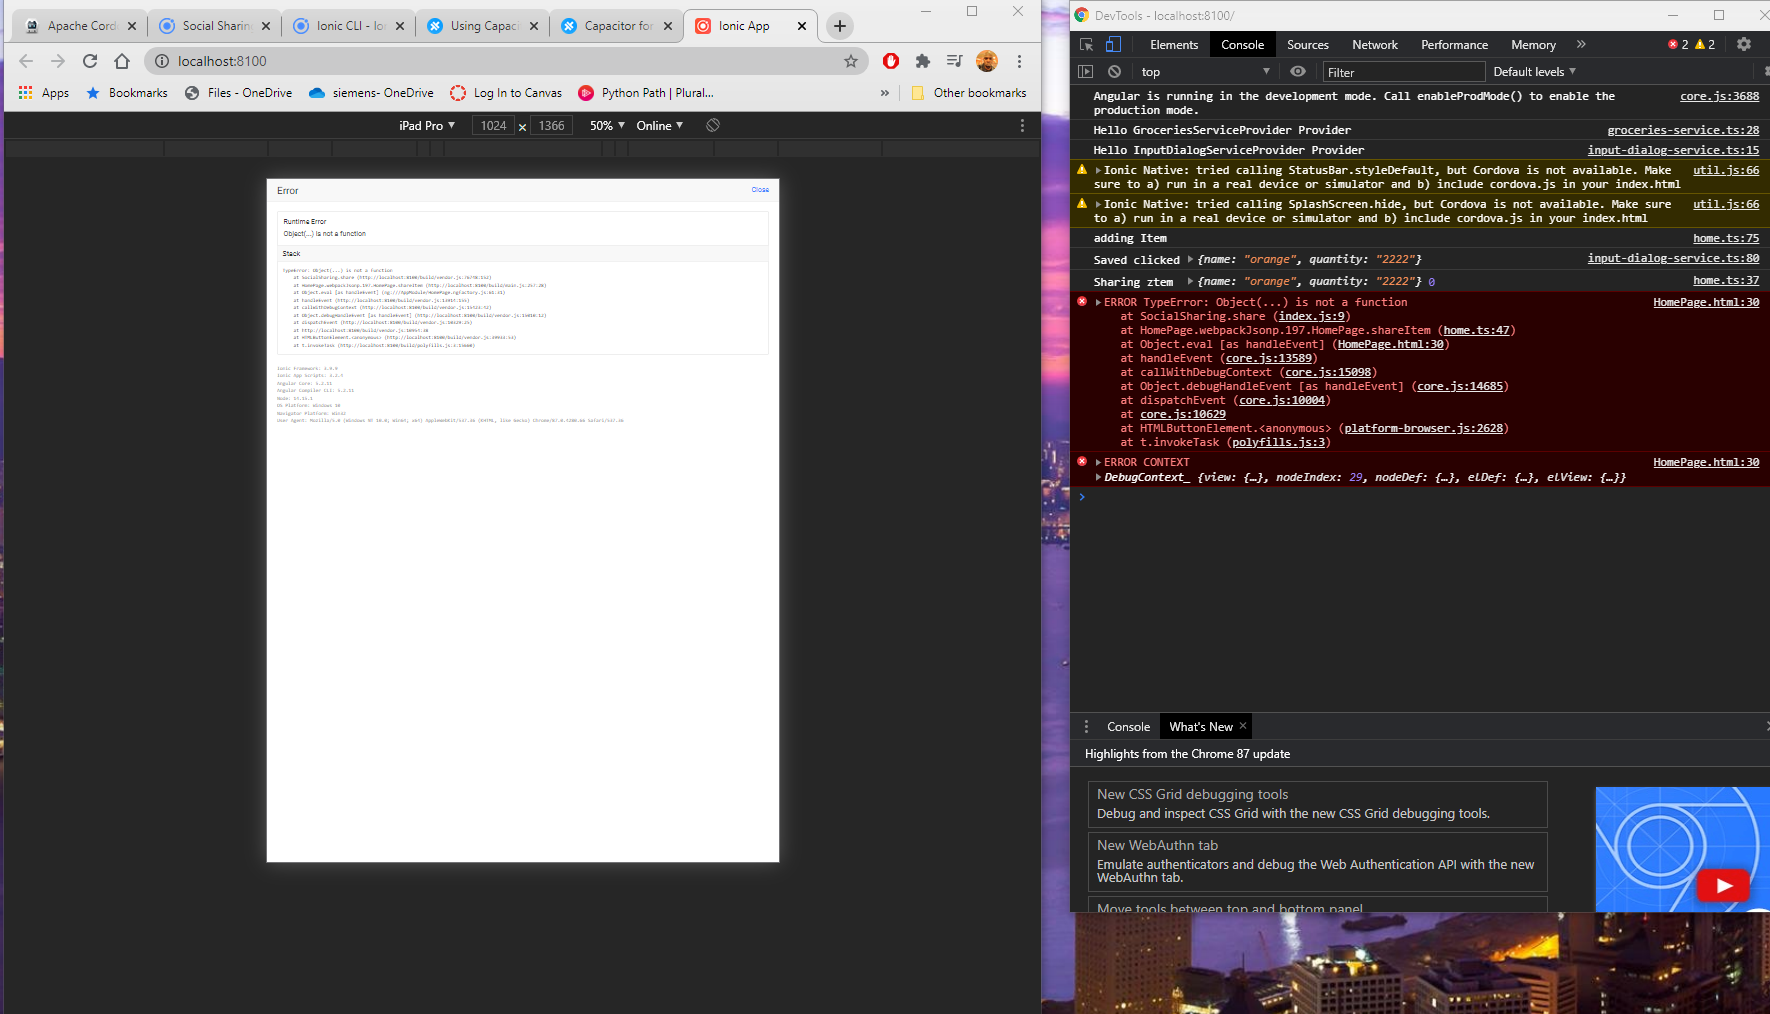 Apache Cord
Social Sharin
Ionic CLI - Ion
Using Capaci
Capacitor for
Ionic App
localhost:8100
Apps
Bookmarks
Files - OneDrive
siemens- OneDrive
Log In to Canvas
Python Path | Plural...
»
Other bookmarks
iPad Pro
1024
x
1366
50%
Online
Error
Close
Runtime Error
Object(...) is not a function
Stack
TypeError: Object(...) is not a function
DevTools - localhost:8100/
Elements
Console
Sources
Network
Performance
Memory
»
2
2
top
Filter
Default levels
Angular is running in the development mode. Call enableProdMode() to enable the
core.js:3688
production mode.
Hello GroceriesServiceProvider Provider
groceries-service.ts:28
Hello InputDialogServiceProvider Provider
input-dialog-service.ts:15
Ionic Native: tried calling StatusBar.styleDefault, but Cordova is not available. Make
util.js:66
sure to a) run in a real device or simulator and b) include cordova.js in your index.html
Ionic Native: tried calling SplashScreen.hide, but Cordova is not available. Make sure
util.js:66
to a) run in a real device or simulator and b) include cordova.js in your index.html
adding Item
home.ts:75
Saved clicked {name: "orange", quantity: "2222"}
input-dialog-service.ts:80
Sharing ztem {name: "orange", quantity: "2222"} 0
home.ts:37
ERROR TypeError: Object(...) is not a function
HomePage.html:30
at SocialSharing.share (index.js:9)
at HomePage.webpackJsonp.197.HomePage.shareItem (home.ts:47)
at Object.eval [as handleEvent] (HomePage.html:30)
at handleEvent (core.js:13589)
at callWithDebugContext (core.js:15098)
at Object.debugHandleEvent [as handleEvent] (core.js:14685)
at dispatchEvent (core.js:10004)
at core.js:10629
at HTMLButtonElement.<anonymous> (platform-browser.js:2628)
at t.invokeTask (polyfills.js:3)
ERROR CONTEXT
HomePage.html:30
DebugContext_ {view: {…}, nodeIndex: 29, nodeDef: {…}, elDef: {…}, elView: {…}}
Console
What's New
Highlights from the Chrome 87 update
New CSS Grid debugging tools
Debug and inspect CSS Grid with the new CSS Grid debugging tools.
New WebAuthn tab
Emulate authenticators and debug the Web Authentication API with the new
WebAuthn tab.
Move tools between top and bottom panel